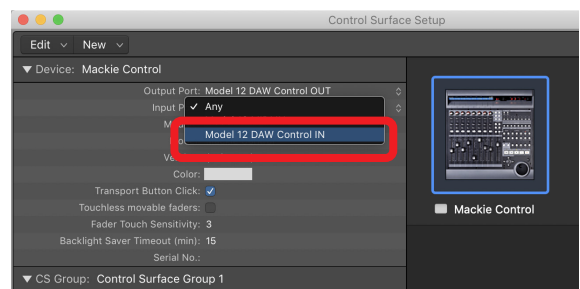 Control Surface Setup
Edit New
Device: Mackie Control
Output Port: Model 12 DAW Control OUT
Input P
Any
Model 12 DAW Control IN
Color:
Transport Button Click:
Touchless movable faders:
Fader Touch Sensitivity: 3
Backlight Saver Timeout (min): 15
Serial No.:
CS Group: Control Surface Group 1
Mackie Control